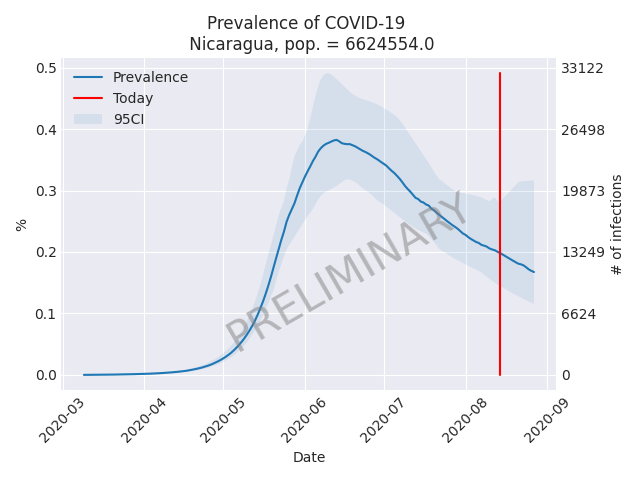 Prevalence of COVID-19
Nicaragua, pop. = 6624554.0
Prevalence
Today
95CI
0.5
0.4
0.3
0.2
0.1
0.0
%
33122
26498
19873
13249
6624
0
# of infections
PRELIMINARY
2020-03
2020-04
2020-05
2020-06
2020-07
2020-08
2020-09
Date